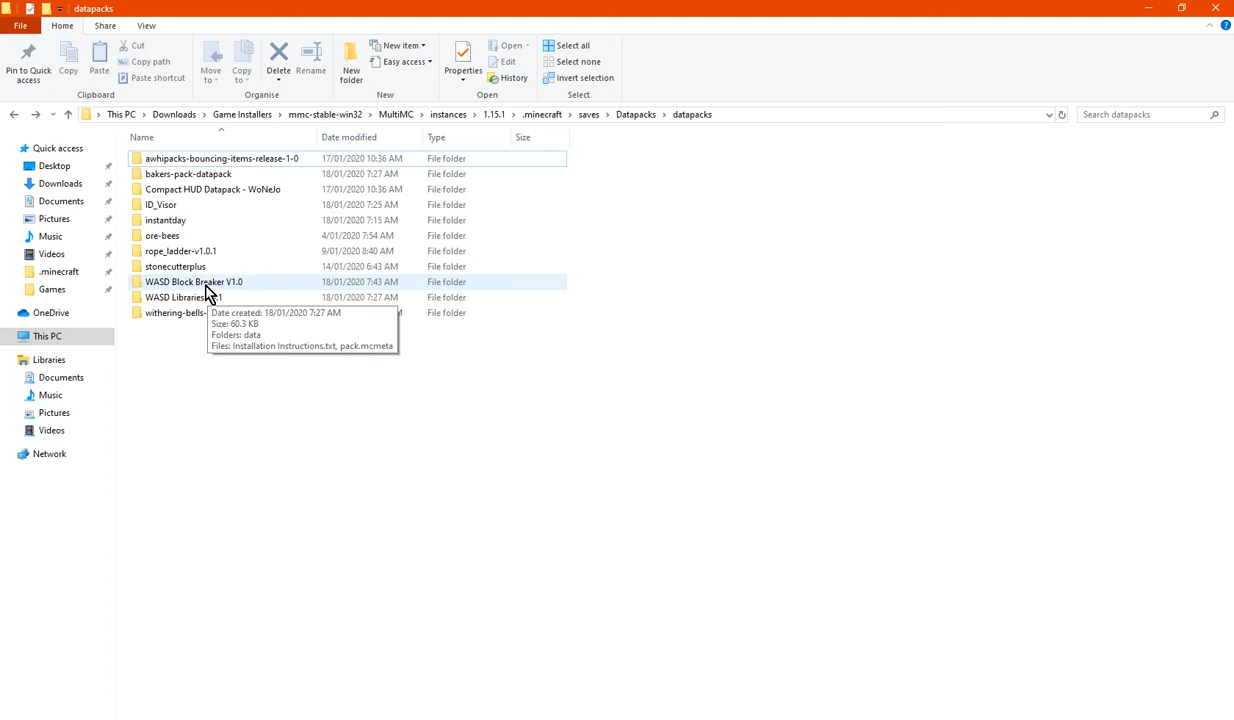 datapacks
File Home Share View
Pin to Quick access
Copy
Paste
Cut
Copy path
Paste shortcut
Clipboard
Move to
Copy to
Delete
Rename
Organise
New folder
New item
Easy access
New
Properties
Open
Edit
History
Open
Select all
Select none
Invert selection
Select
This PC > Downloads > Game Installers > mmc-stable-win32 > MultiMC > instances > 1.15.1 > .minecraft > saves > Datapacks > datapacks
Search datapacks
Quick access
Desktop
Downloads
Documents
Pictures
Music
Videos
.minecraft
Games
OneDrive
This PC
Libraries
Documents
Music
Pictures
Videos
Network
Name Date modified Type Size
awhipacks-bouncing-items-release-1-0 17/01/2020 10:36 AM File folder
bakers-pack-datapack 18/01/2020 7:27 AM File folder
Compact HUD Datapack - WoNeJo 17/01/2020 10:36 AM File folder
ID_Visor 18/01/2020 7:25 AM File folder
instantday 18/01/2020 7:15 AM File folder
ore-bees 4/01/2020 7:54 AM File folder
rope_ladder-v1.0.1 9/01/2020 8:40 AM File folder
stonecutterplus 14/01/2020 6:43 AM File folder
WASD Block Breaker V1.0 18/01/2020 7:43 AM File folder
WASD Libraries 18/01/2020 7:27 AM File folder
withering-bells- File folder
Date created: 18/01/2020 7:27 AM
Size: 60.3 KB
Folders: data
Files: Installation Instructions.txt, pack.mcmeta